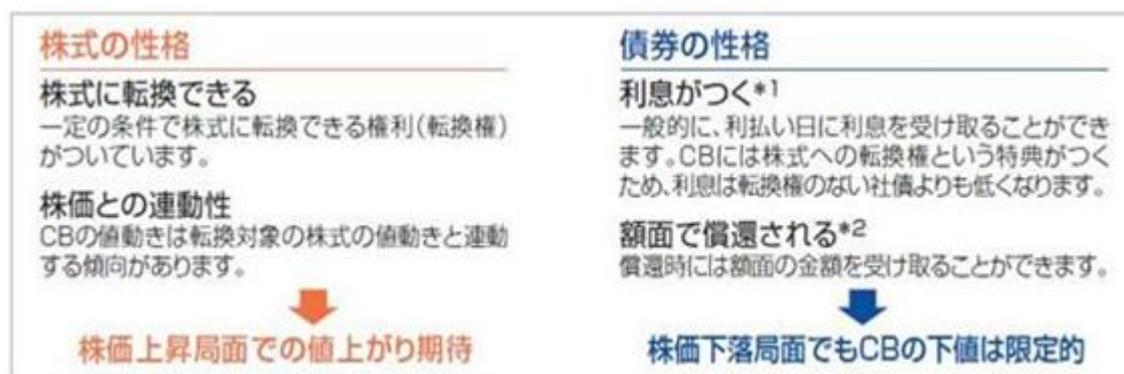 株式の性格
株式に転換できる
一定の条件で株式に転換できる権利(転換権)
がついています。
株価との連動性
CBの値動きは転換対象の株式の値動きと連動
する傾向があります。
株価上昇局面での値上がり期待
債券の性格
利息がつく*1
一般的に、利払い日に利息を受け取ることができ
ます。CBには株式への転換権という特典がつく
ため、利息は転換権のない社債よりも低くなります。
額面で償還される*2
償還時には額面の金額を受け取ることができます。
株価下落局面でもCBの下値は限定的